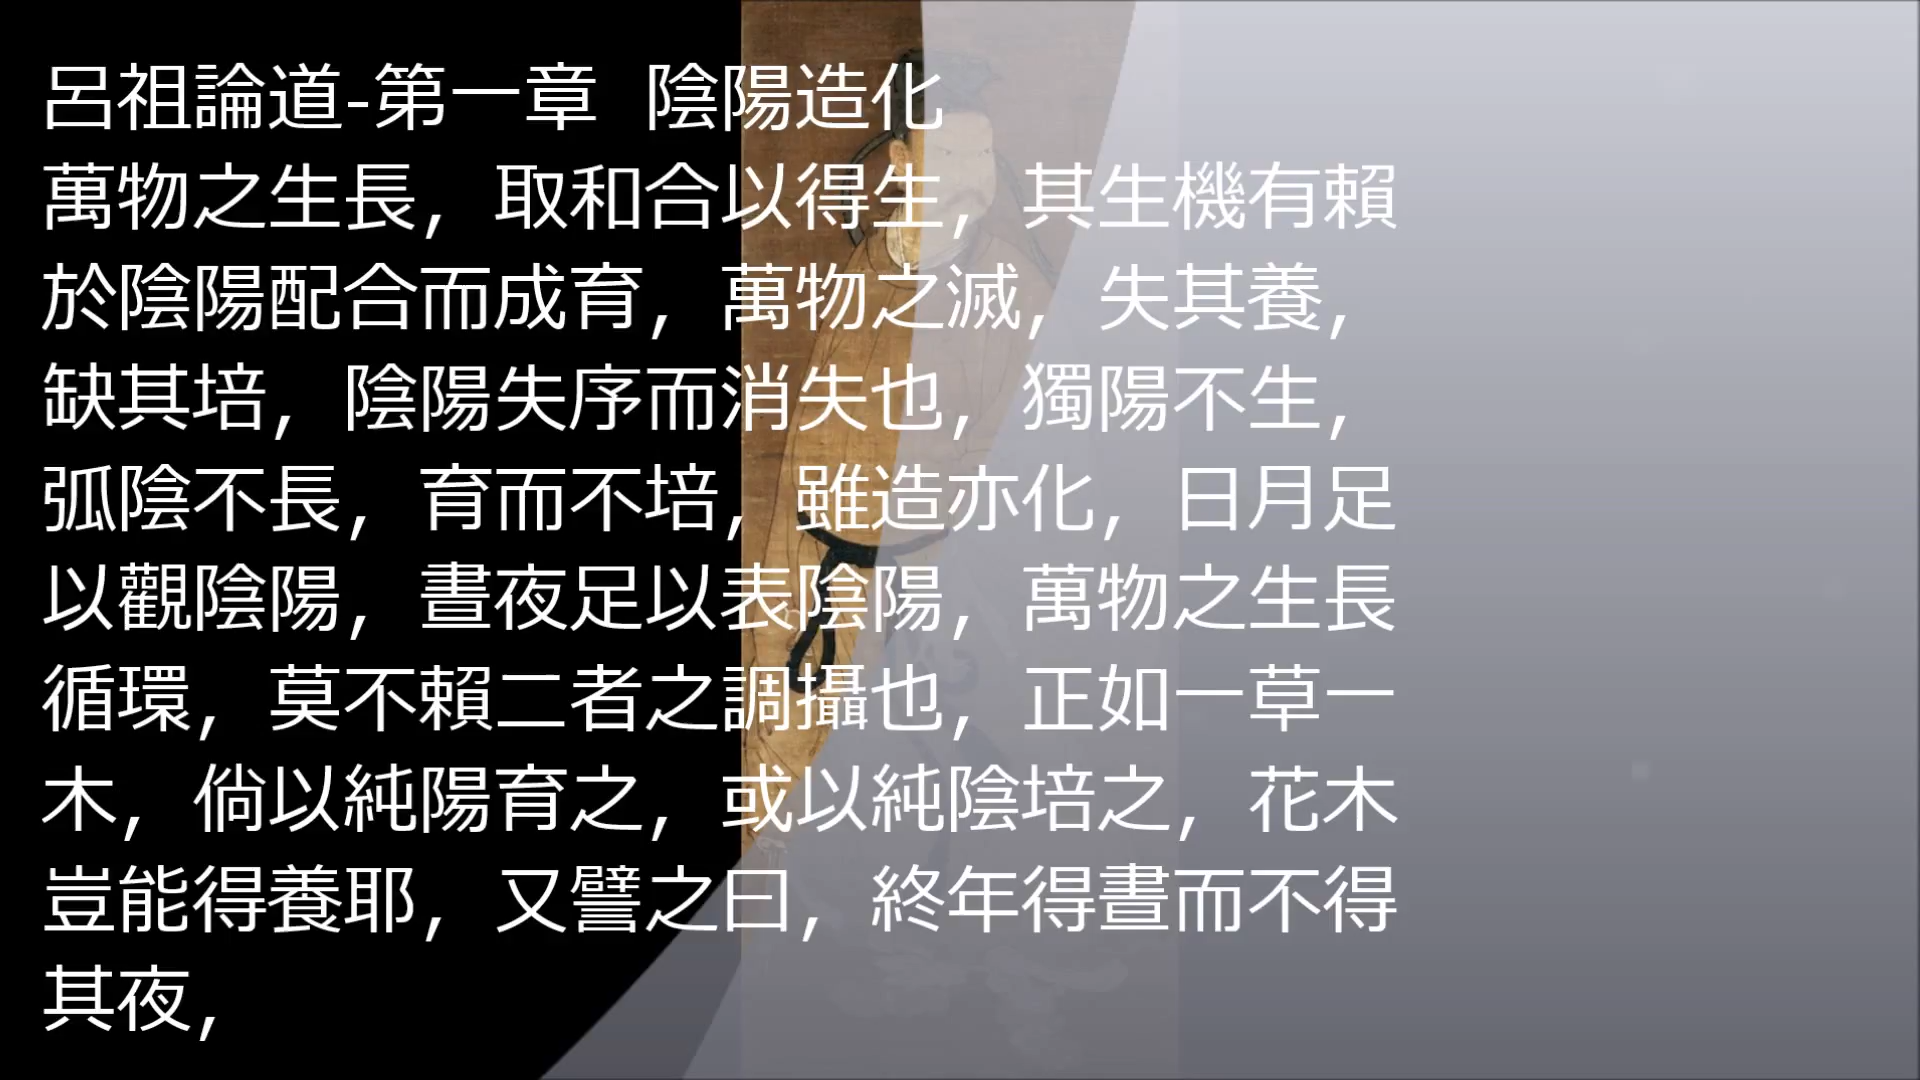 呂祖論道-第一章 陰陽造化
萬物之生長，取和合以得生，其生機有賴
於陰陽配合而成育，萬物之滅，失其養，
缺其培，陰陽失序而消失也，獨陽不生，
弧陰不長，育而不培，雖造亦化，日月足
以觀陰陽，晝夜足以表陰陽，萬物之生長
循環，莫不賴二者之調攝也，正如一草一
木，倘以純陽育之，或以純陰培之，花木
豈能得養耶，又譬之曰，終年得晝而不得
其夜，